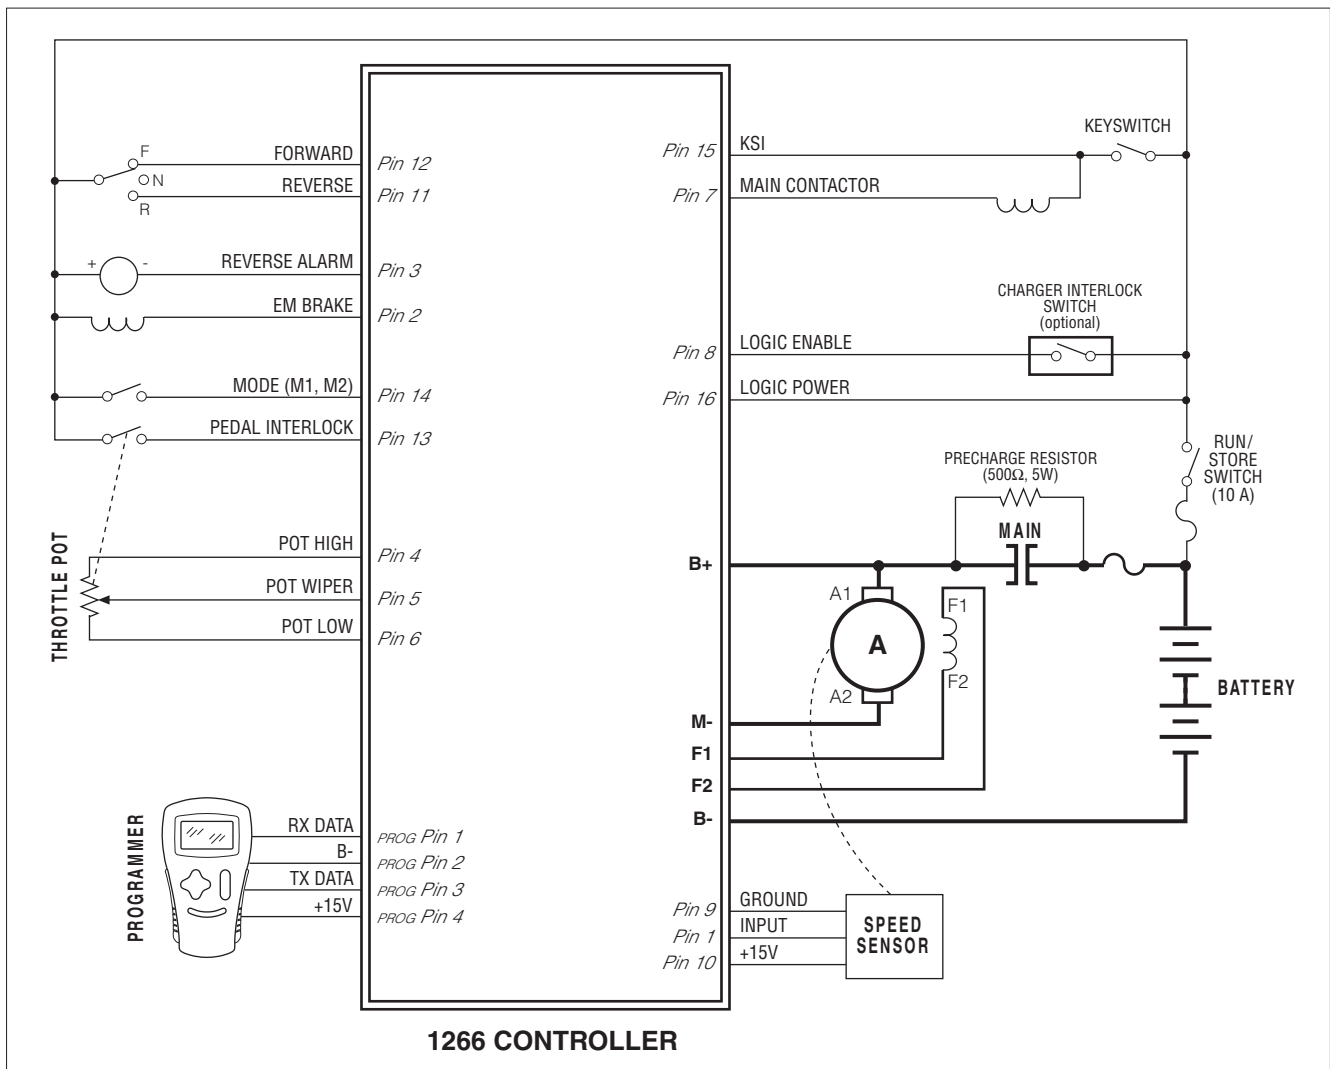 F
N
R
FORWARD
REVERSE
Pin 12
Pin 11
+
-
REVERSE ALARM
EM BRAKE
Pin 3
Pin 2
MODE (M1, M2)
PEDAL INTERLOCK
Pin 14
Pin 13
THROTTLE POT
POT HIGH
POT WIPER
POT LOW
Pin 4
Pin 5
Pin 6
PROGRAMMER
RX DATA
B-
TX DATA
+15V
PROG Pin 1
PROG Pin 2
PROG Pin 3
PROG Pin 4
Pin 15
KSI
KEYSWITCH
Pin 7
MAIN CONTACTOR
CHARGER INTERLOCK
SWITCH
(optional)
Pin 8
LOGIC ENABLE
Pin 16
LOGIC POWER
RUN/
STORE
SWITCH
(10 A)
PRECHARGE RESISTOR
(500Ω, 5W)
MAIN
B+
A1
A
A2
F1
F2
BATTERY
M-
F1
F2
B-
Pin 9
GROUND
Pin 1
INPUT
Pin 10
+15V
SPEED
SENSOR
1266 CONTROLLER